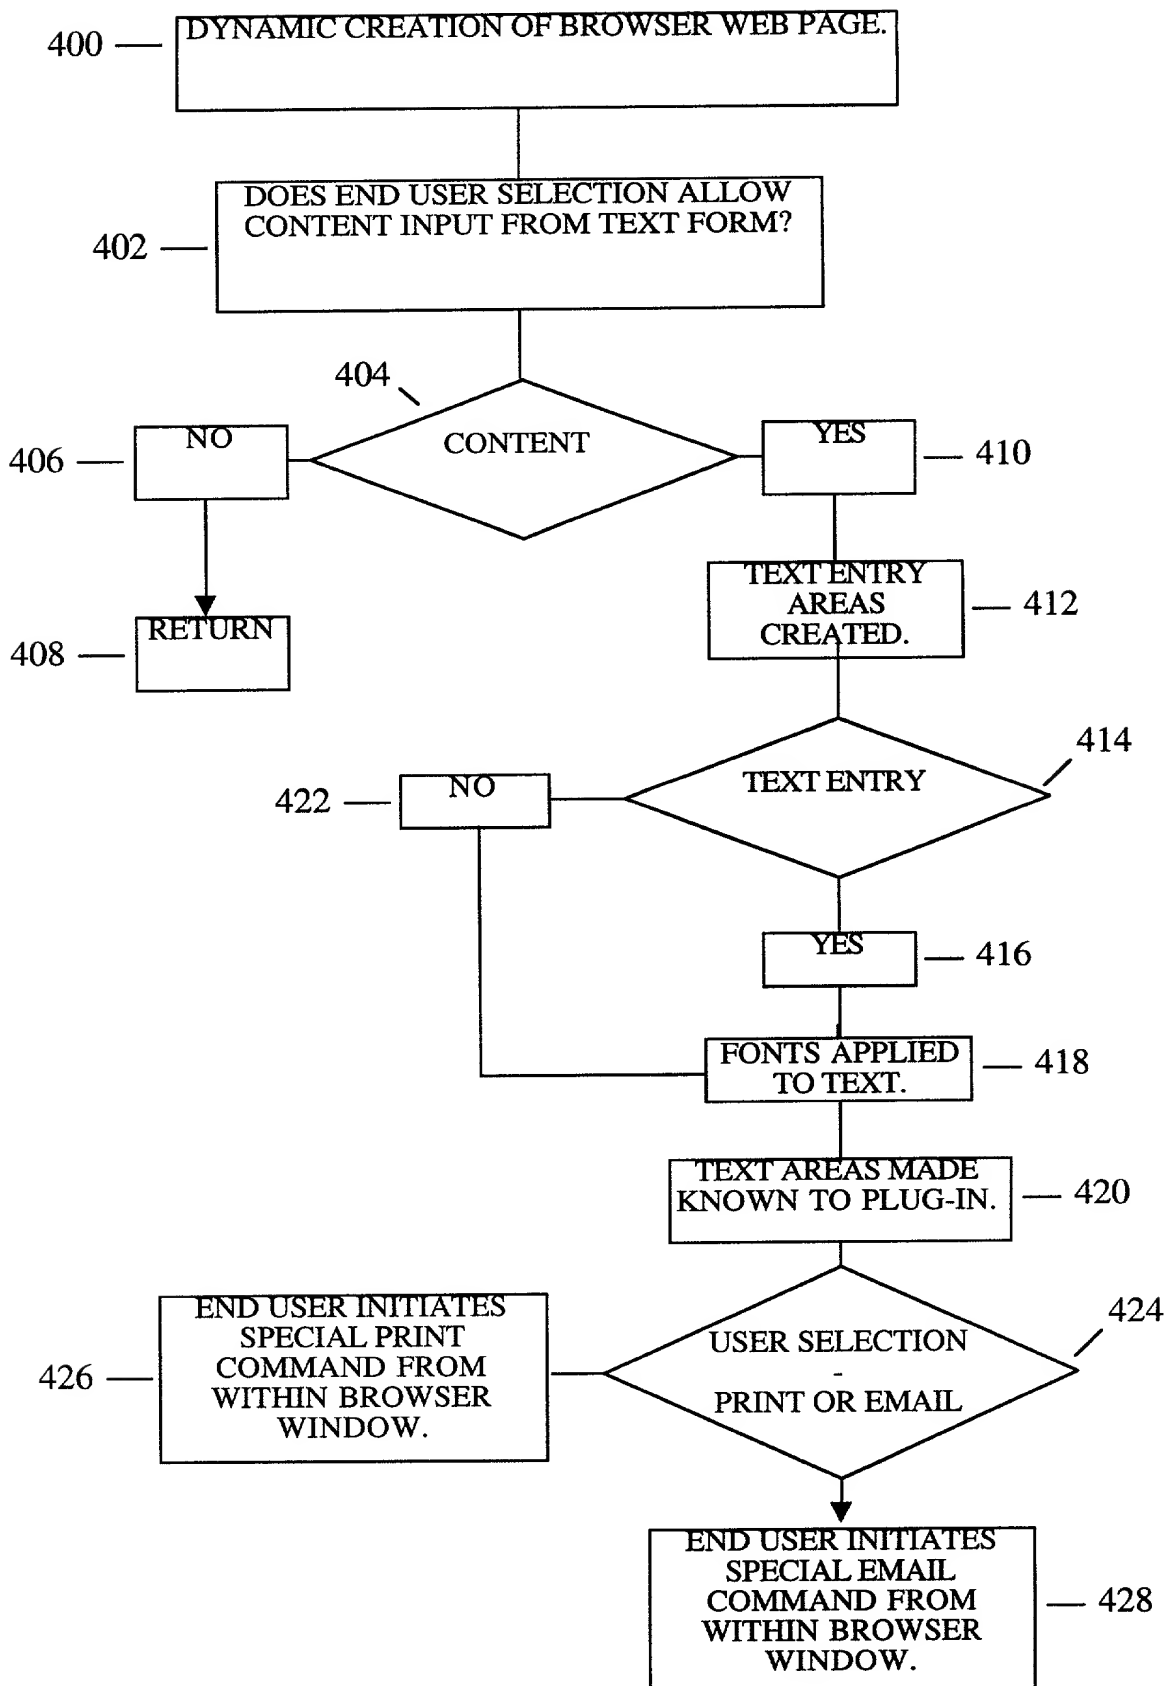 400
DYNAMIC CREATION OF BROWSER WEB PAGE.
402
DOES END USER SELECTION ALLOW
CONTENT INPUT FROM TEXT FORM?
404
CONTENT
406
NO
YES
410
408
RETURN
TEXT ENTRY
AREAS
CREATED.
412
414
TEXT ENTRY
422
NO
YES
416
FONTS APPLIED
TO TEXT.
418
TEXT AREAS MADE
KNOWN TO PLUG-IN.
420
424
USER SELECTION
-
PRINT OR EMAIL
426
END USER INITIATES
SPECIAL PRINT
COMMAND FROM
WITHIN BROWSER
WINDOW.
END USER INITIATES
SPECIAL EMAIL
COMMAND FROM
WITHIN BROWSER
WINDOW.
428